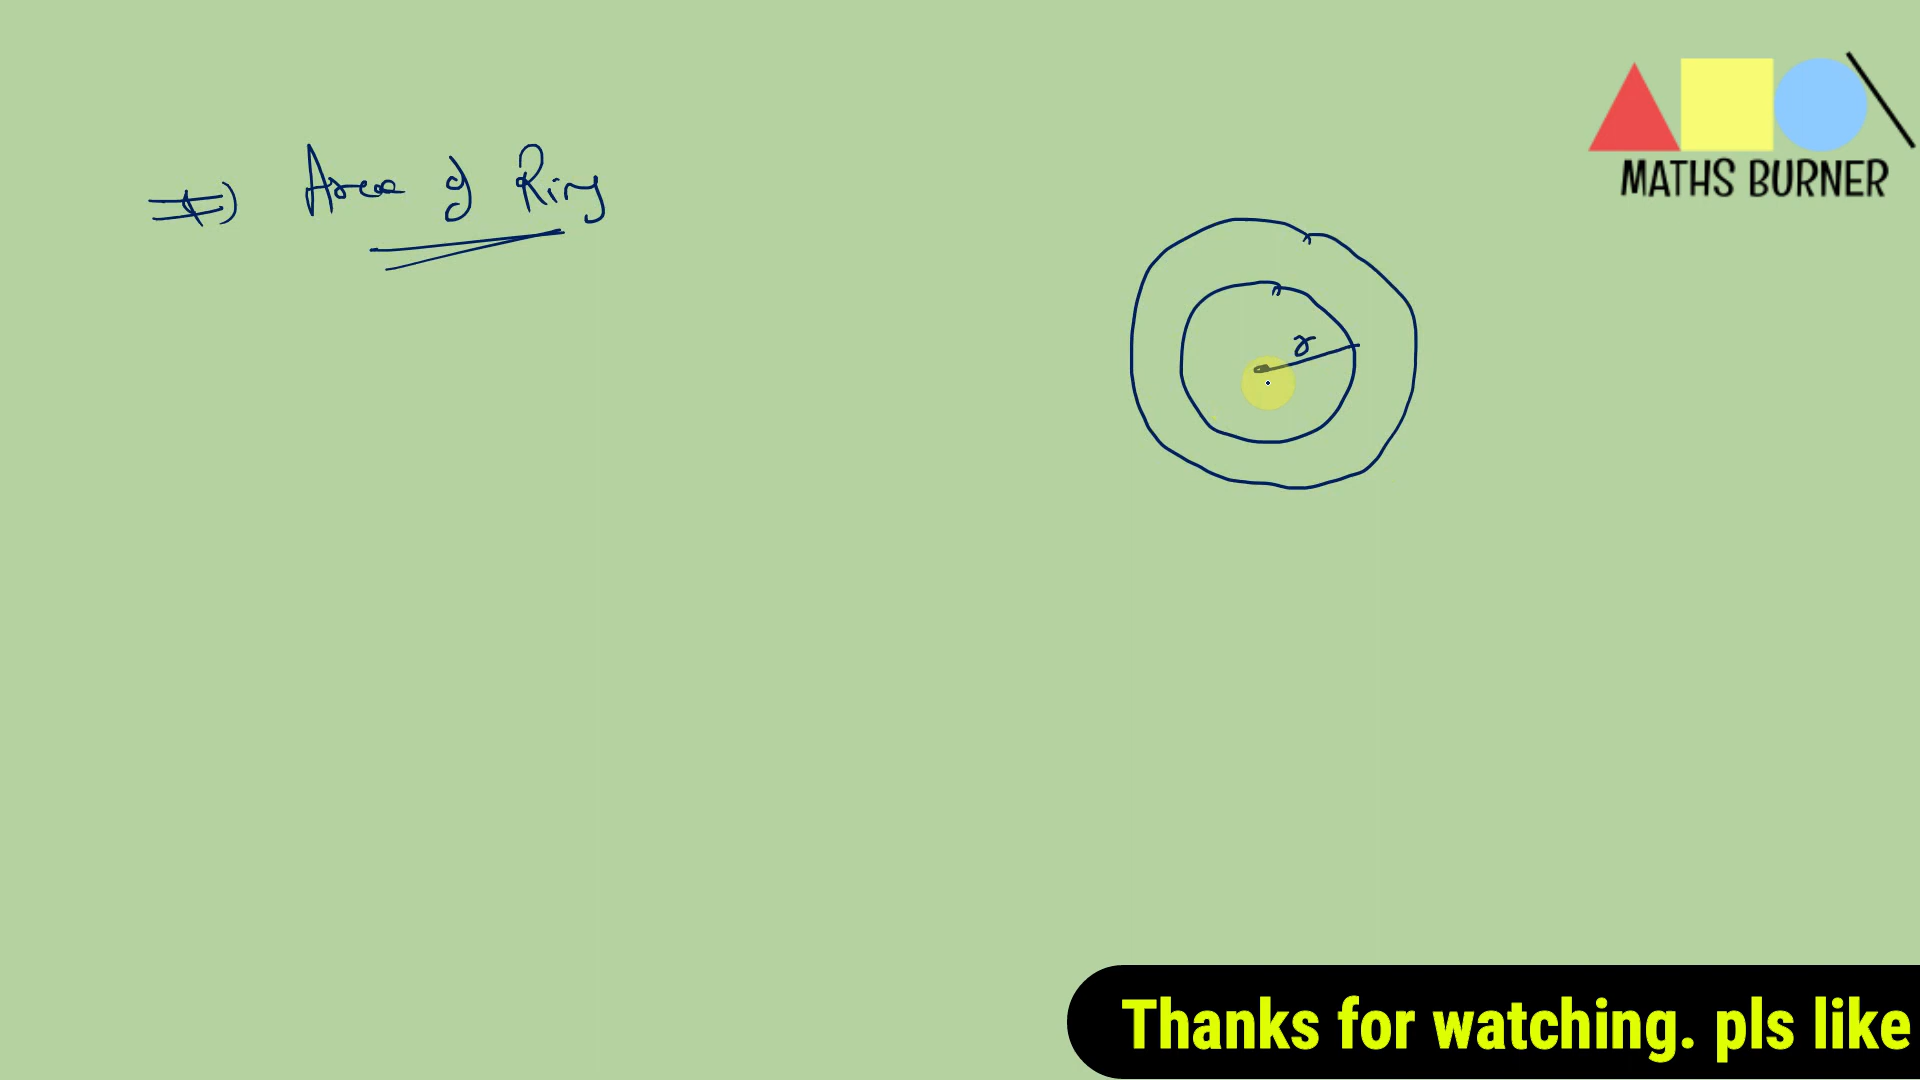 ⇒ Area of Ring
MATHS BURNER
r
Thanks for watching. pls like